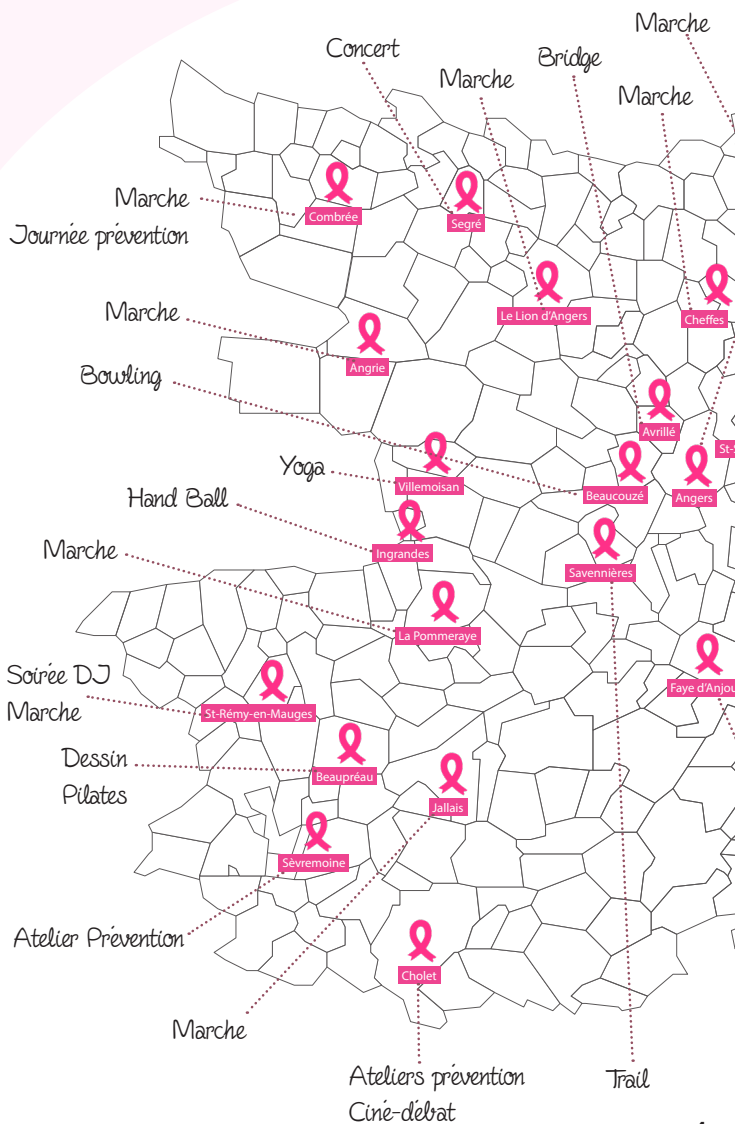 Marche
Concert
Bridge
Marche
Marche
Combrée
Segré
Marche
Journée prévention
Le Lion d'Angers
Cheffes
Marche
Angrie
Bowling
Avrillé
Yoga
Villemoisan
Beaucouzé
Angers
Hand Ball
Ingrandes
Marche
Savennières
La Pommeraye
Soirée DJ
Marche
St-Rémy-en-Mauges
Faye d'Anjou
Dessin
Pilates
Beaupréau
Jallais
Sèvremoine
Atelier Prévention
Cholet
Marche
Ateliers prévention
Ciné-débat
Trail